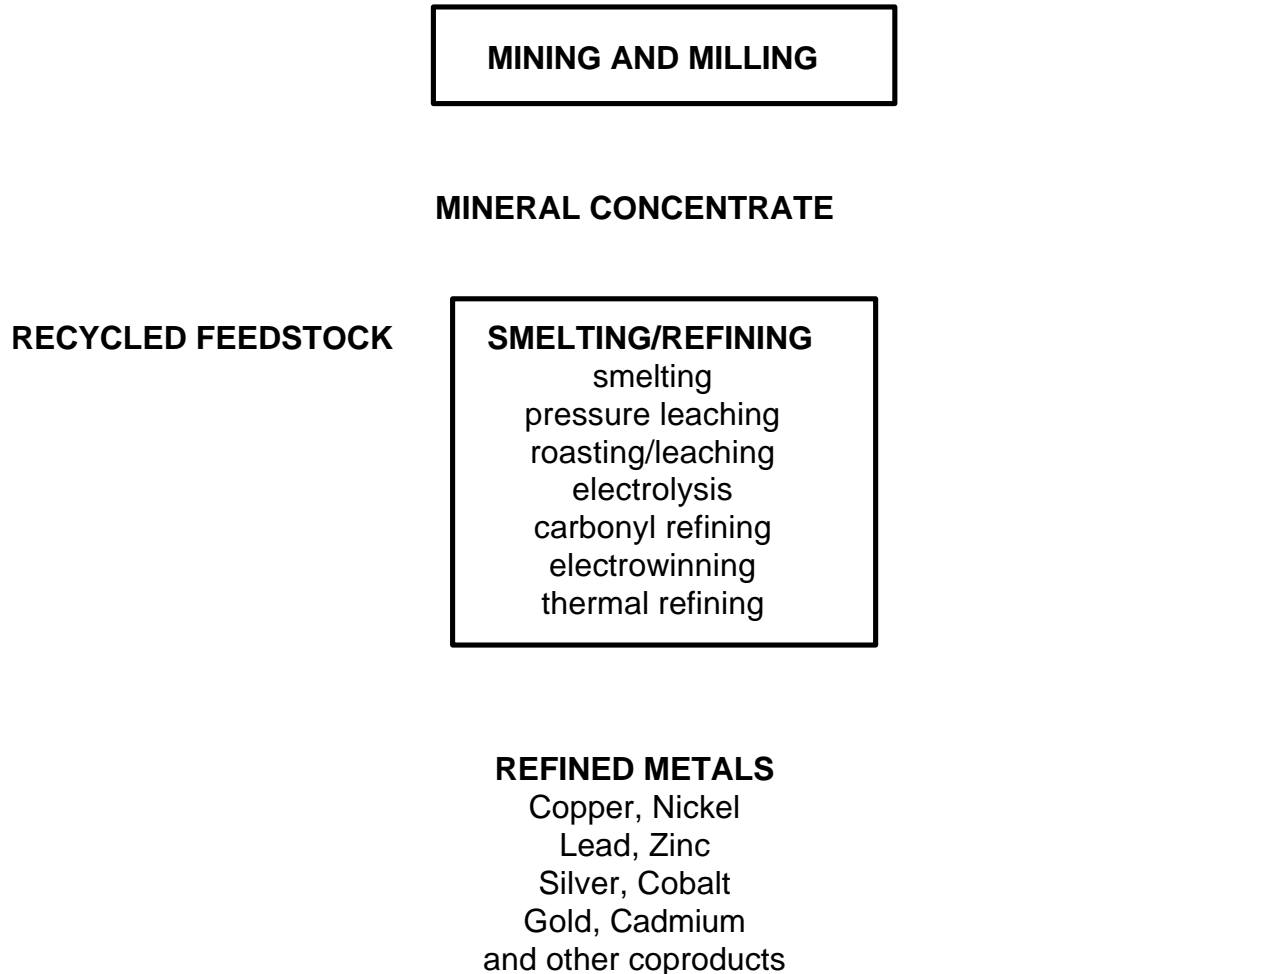 MINING AND MILLING
MINERAL CONCENTRATE
RECYCLED FEEDSTOCK
SMELTING/REFINING
smelting
pressure leaching
roasting/leaching
electrolysis
carbonyl refining
electrowinning
thermal refining
REFINED METALS
Copper, Nickel
Lead, Zinc
Silver, Cobalt
Gold, Cadmium
and other coproducts